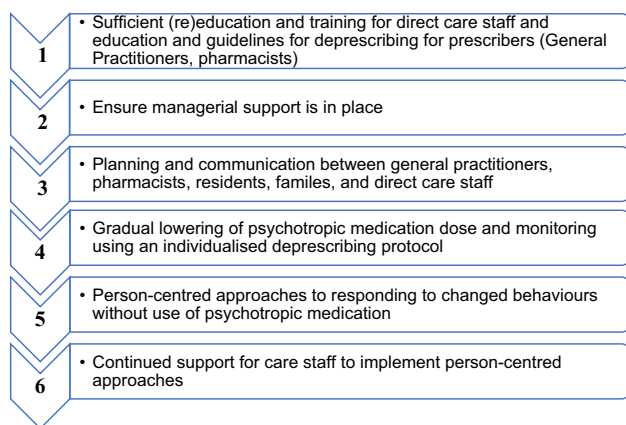 1
• Sufficient (re)education and training for direct care staff and
education and guidelines for deprescribing for prescribers (General
Practitioners, pharmacists)
2
• Ensure managerial support is in place
3
• Planning and communication between general practitioners,
pharmacists, residents, familes, and direct care staff
4
• Gradual lowering of psychotropic medication dose and monitoring
using an individualised deprescribing protocol
5
• Person-centred approaches to responding to changed behaviours
without use of psychotropic medication
6
• Continued support for care staff to implement person-centred
approaches